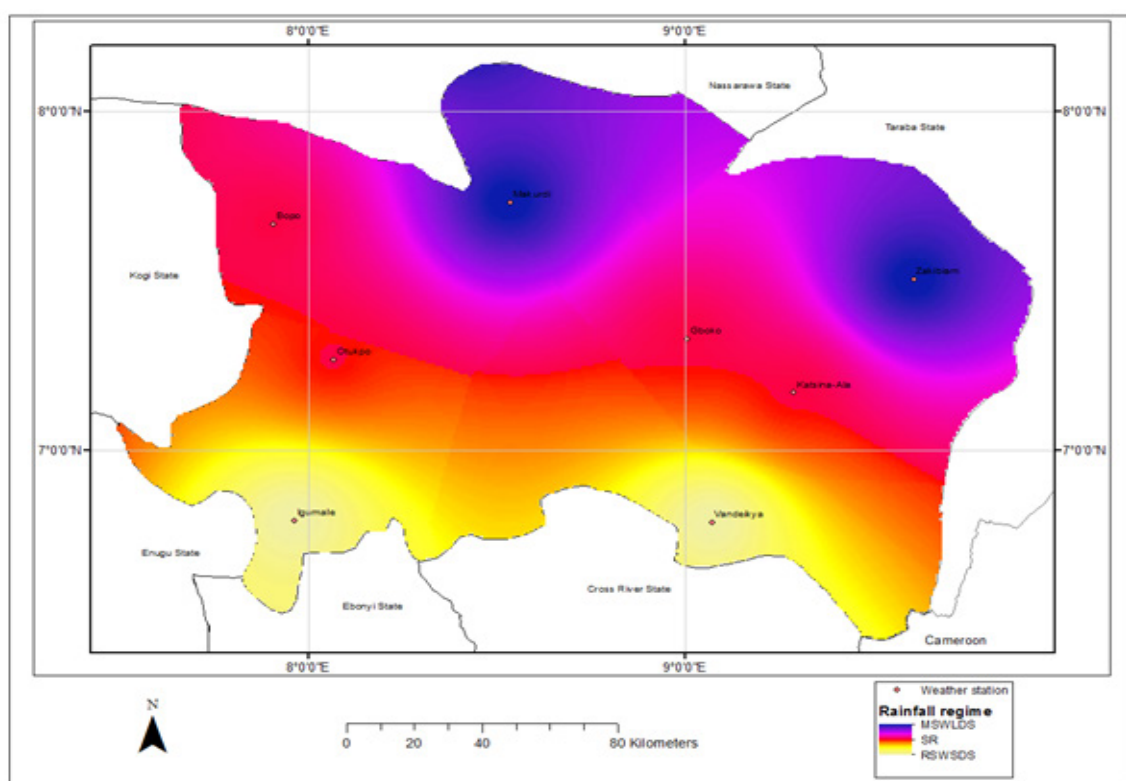 8°0'0"E 9°0'0"E
Nassarawa State
8°0'0"N 8°0'0"N
Taraba State
Makurdi
Bopo
Kogi State
Zakibiam
Gboko
Otukpo
Katsina-Ala
7°0'0"N 7°0'0"N
Igumale
Vandeikya
Enugu State
Cross River State
Ebonyi State
Cameroon
8°0'0"E 9°0'0"E
N
Weather station
Rainfall regime
MSWLDS
SR
RSWSDS
0 20 40 80 Kilometers